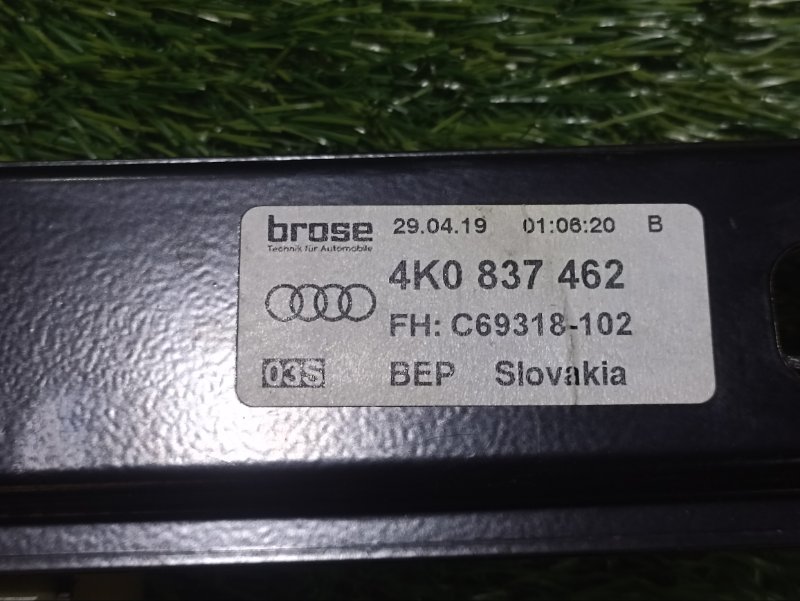 brose 29.04.19 01:06:20 B
Technik für Automobile
4K0 837 462
FH: C69318-102
03S BEP Slovakia